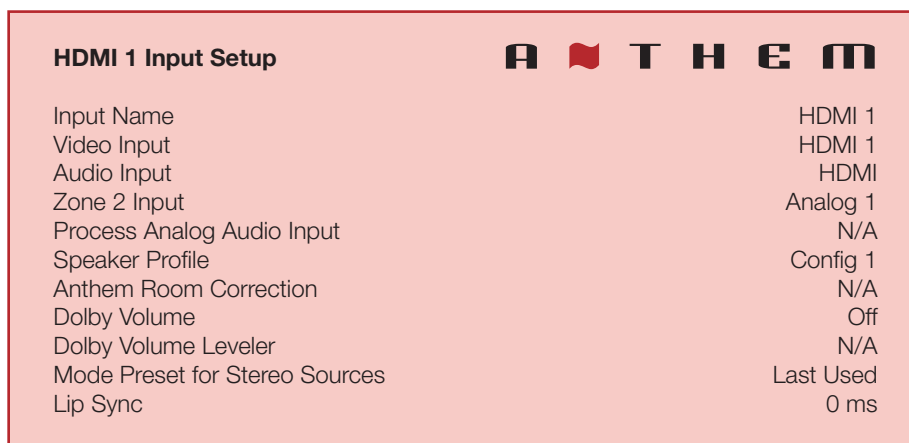 HDMI 1 Input Setup ANTHEM
Input Name HDMI 1
Video Input HDMI 1
Audio Input HDMI
Zone 2 Input Analog 1
Process Analog Audio Input N/A
Speaker Profile Config 1
Anthem Room Correction N/A
Dolby Volume Off
Dolby Volume Leveler N/A
Mode Preset for Stereo Sources Last Used
Lip Sync 0 ms